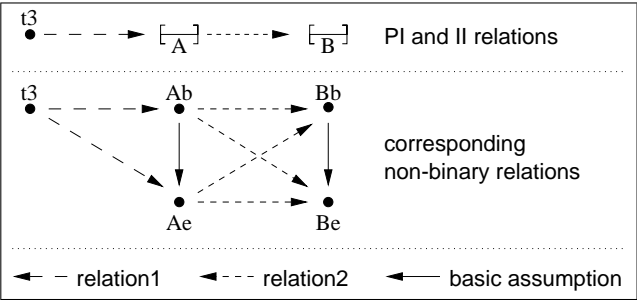 t3 A B PI and II relations
t3 Ab Bb
corresponding
non-binary relations
Ae Be
relation1 relation2 basic assumption